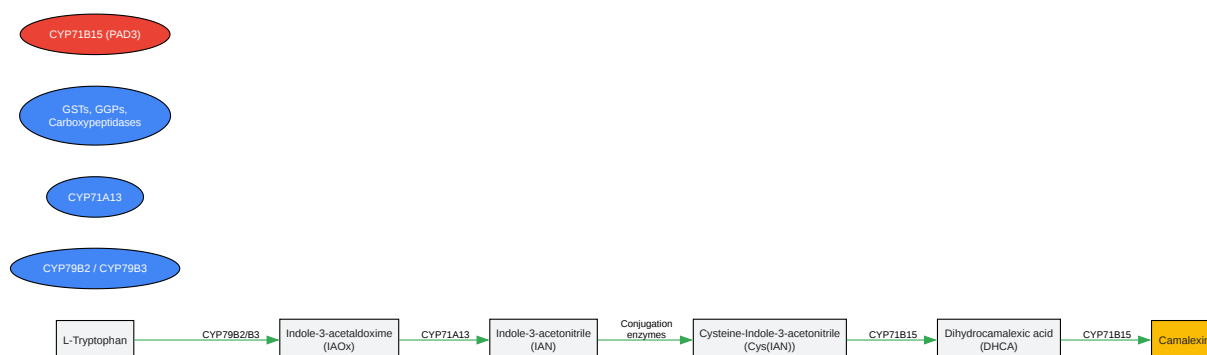 CYP71B15 (PAD3)
GSTs, GGPs,
Carboxypeptidases
CYP71A13
CYP79B2 / CYP79B3
L-Tryptophan
CYP79B2/B3
Indole-3-acetaldoxime
(IAOx)
CYP71A13
Indole-3-acetonitrile
(IAN)
Conjugation
enzymes
Cysteine-Indole-3-acetonitrile
(Cys(IAN))
CYP71B15
Dihydrocamalexic acid
(DHCA)
CYP71B15
Camalexin